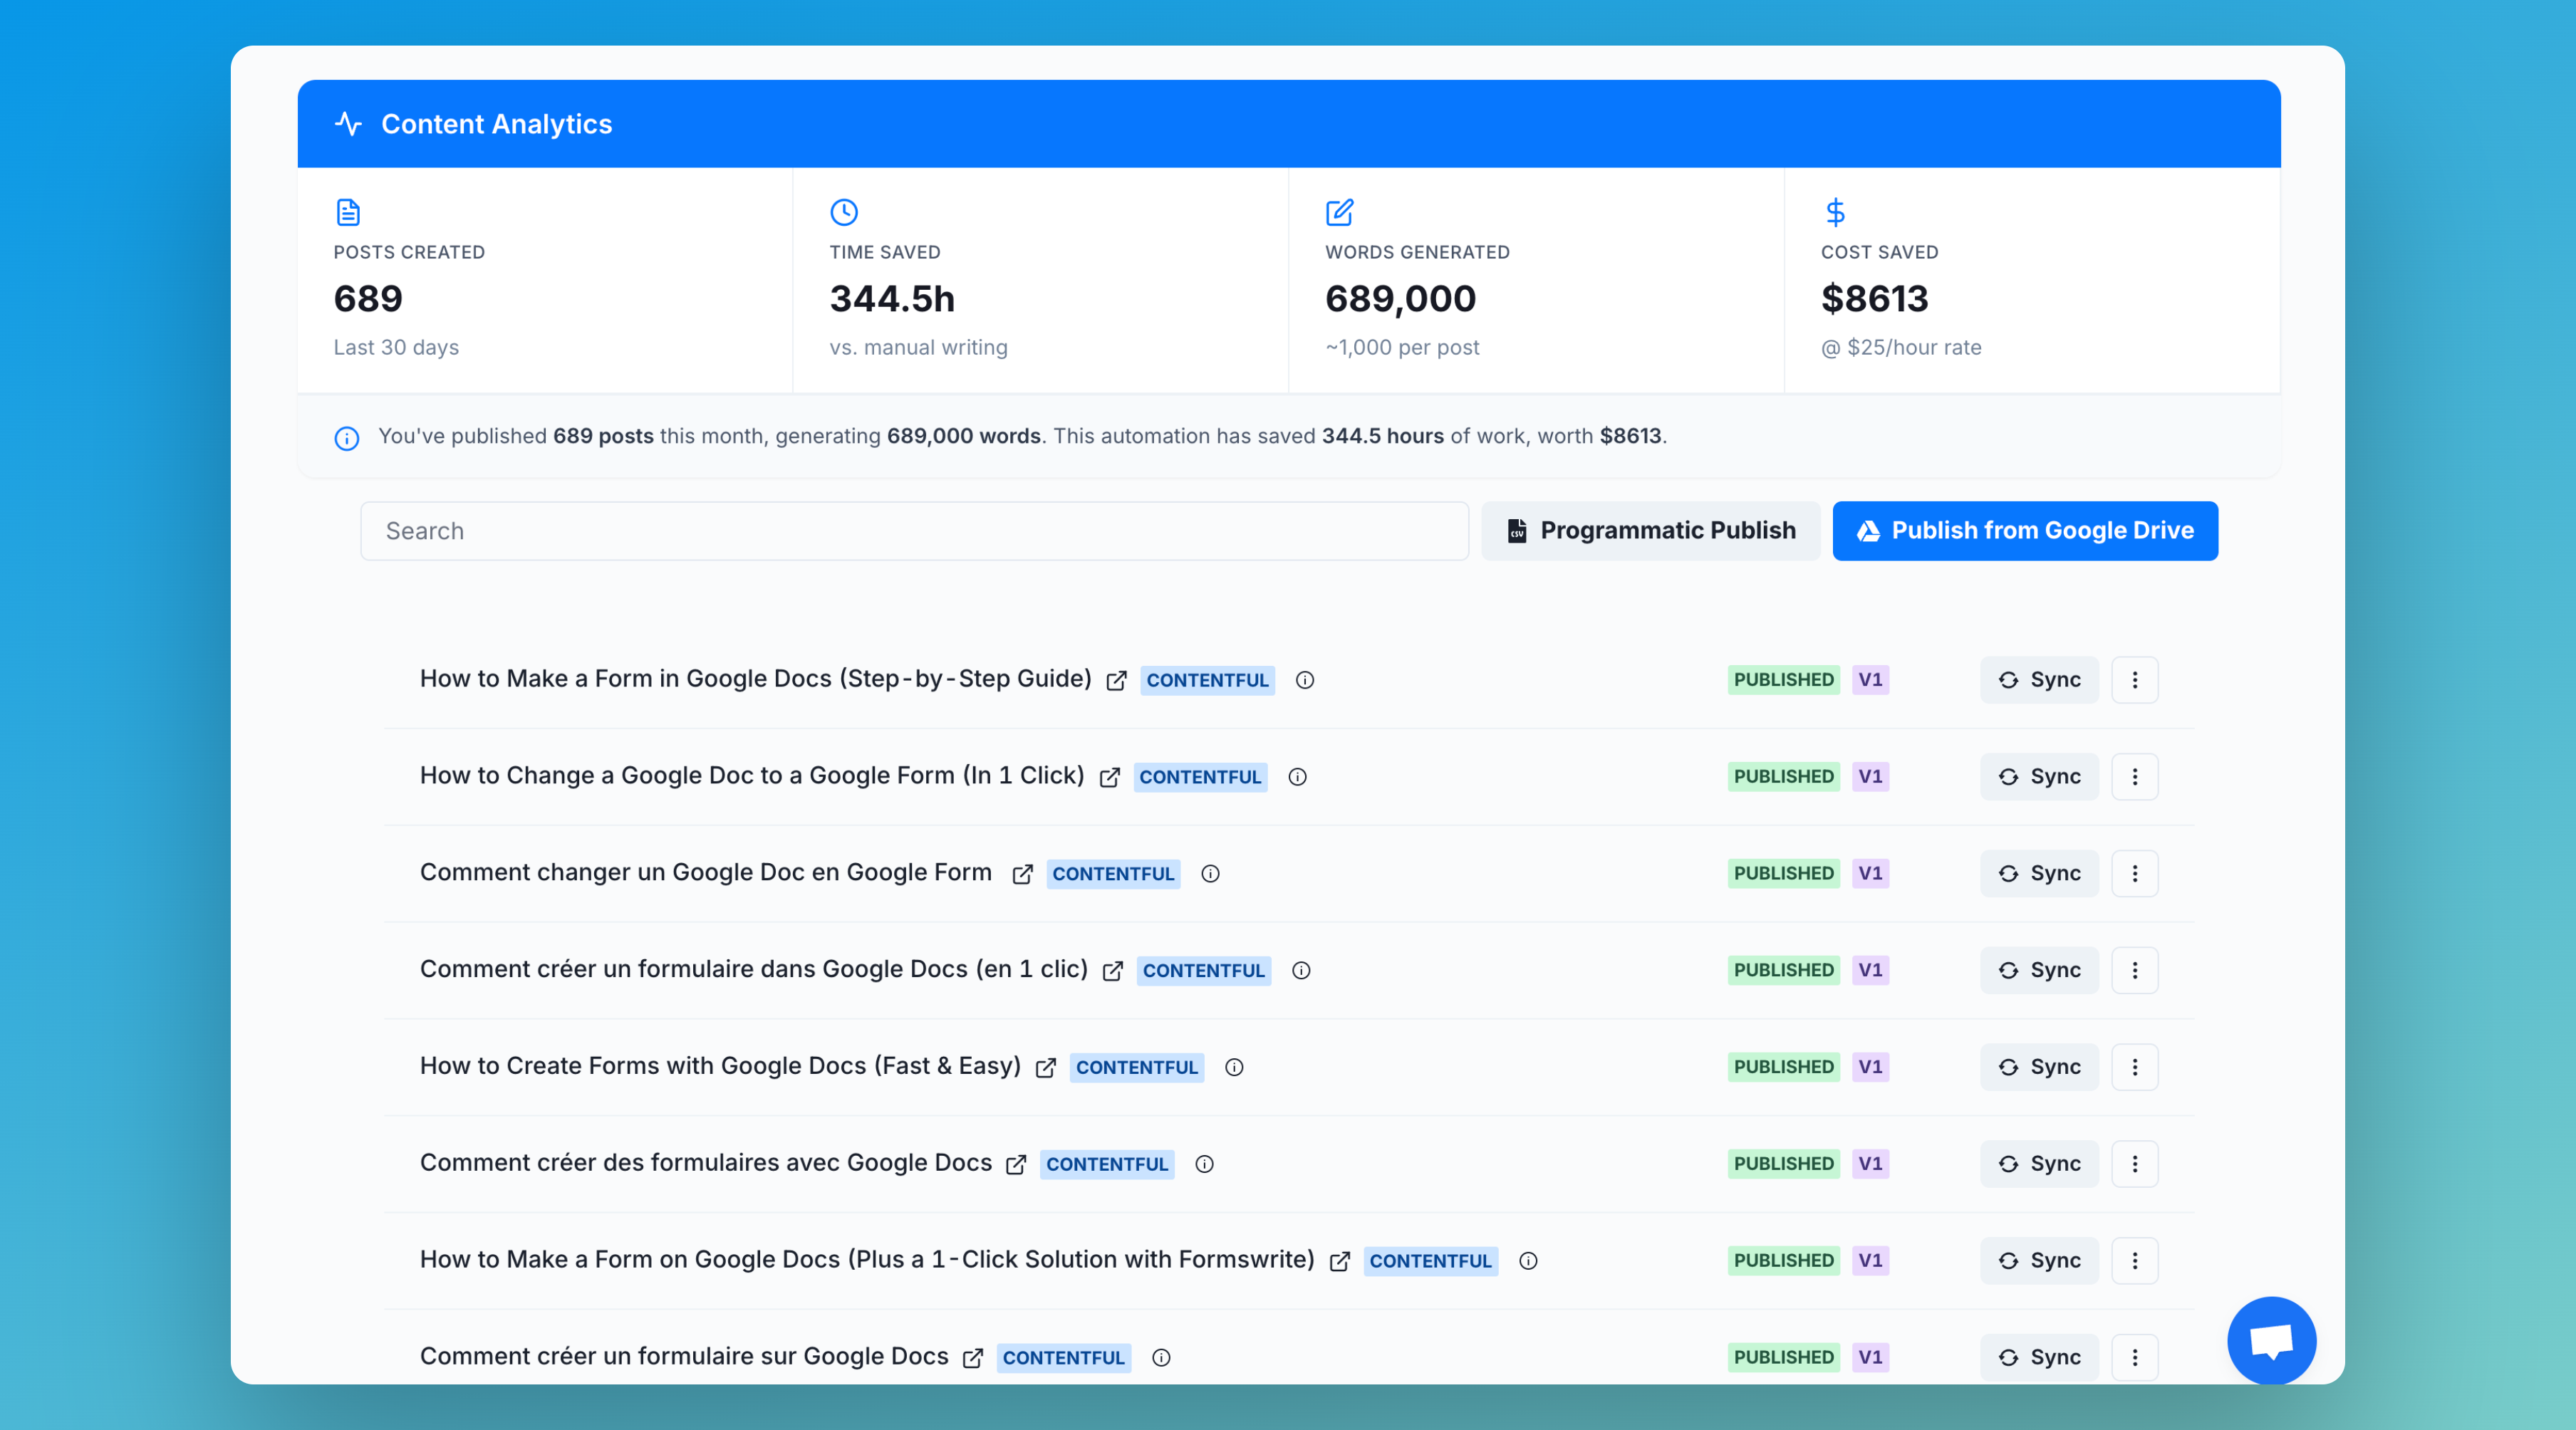 Content Analytics
POSTS CREATED
689
Last 30 days
TIME SAVED
344.5h
vs. manual writing
WORDS GENERATED
689,000
~1,000 per post
COST SAVED
$8613
@ $25/hour rate
You've published 689 posts this month, generating 689,000 words. This automation has saved 344.5 hours of work, worth $8613.
Search
CSV
Programmatic Publish
Publish from Google Drive
How to Make a Form in Google Docs (Step-by-Step Guide) CONTENTFUL PUBLISHED V1 Sync
How to Change a Google Doc to a Google Form (In 1 Click) CONTENTFUL PUBLISHED V1 Sync
Comment changer un Google Doc en Google Form CONTENTFUL PUBLISHED V1 Sync
Comment créer un formulaire dans Google Docs (en 1 clic) CONTENTFUL PUBLISHED V1 Sync
How to Create Forms with Google Docs (Fast & Easy) CONTENTFUL PUBLISHED V1 Sync
Comment créer des formulaires avec Google Docs CONTENTFUL PUBLISHED V1 Sync
How to Make a Form on Google Docs (Plus a 1-Click Solution with Formswrite) CONTENTFUL PUBLISHED V1 Sync
Comment créer un formulaire sur Google Docs CONTENTFUL PUBLISHED V1 Sync